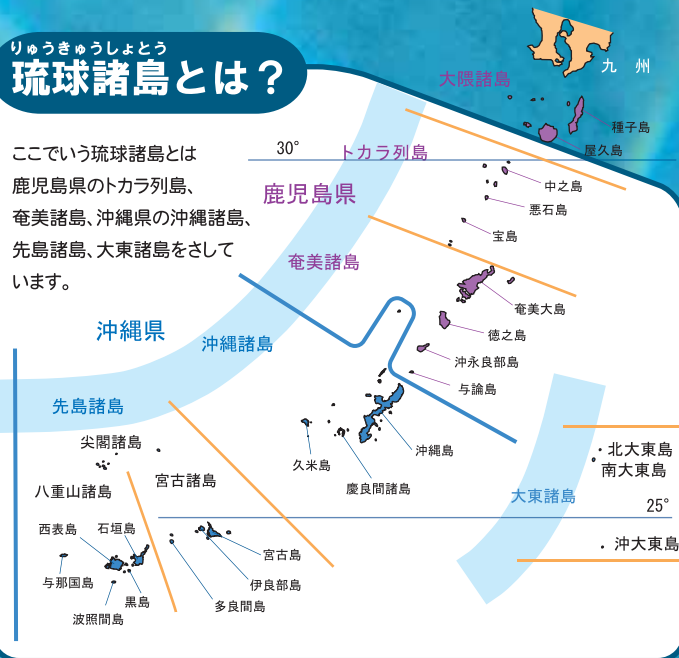 りゅうきゅうしょとう
琉球諸島とは？
ここでいう琉球諸島とは
鹿児島県のトカラ列島、
奄美諸島、沖縄県の沖縄諸島、
先島諸島、大東諸島をさして
います。
九 州
大隈諸島
種子島
屋久島
30°
トカラ列島
中之島
鹿児島県
悪石島
宝島
奄美諸島
奄美大島
徳之島
沖縄県
沖縄諸島
沖永良部島
与論島
先島諸島
尖閣諸島
沖縄島
久米島
北大東島
南大東島
宮古諸島
八重山諸島
慶良間諸島
大東諸島
25°
西表島
石垣島
沖大東島
宮古島
与那国島
伊良部島
黒島
多良間島
波照間島